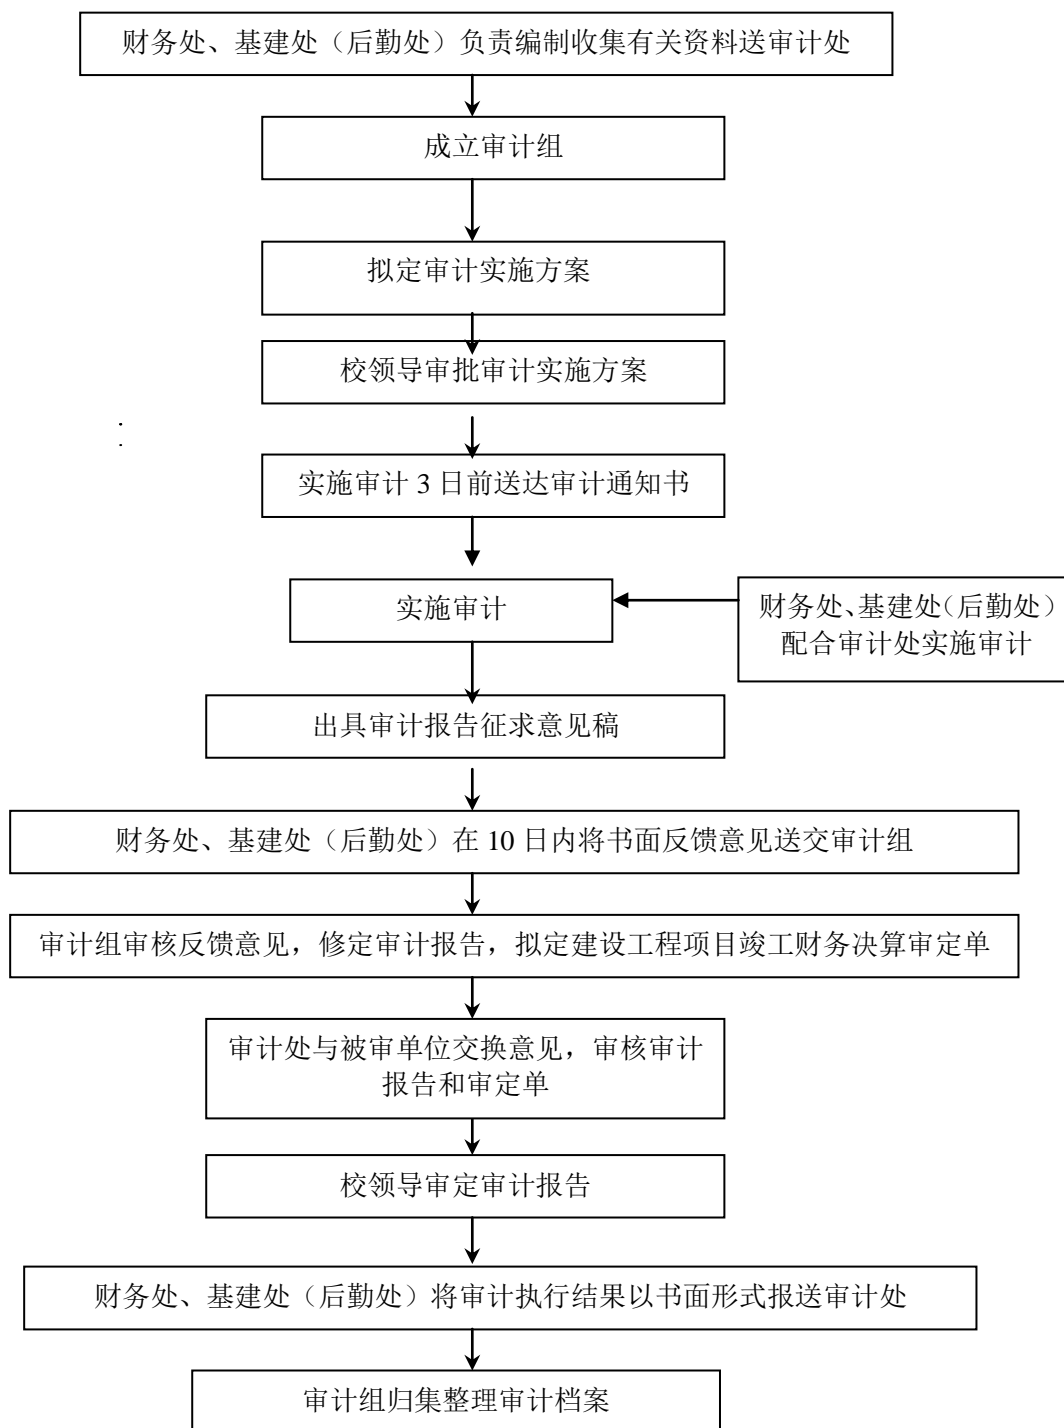 财务处、基建处（后勤处）负责编制收集有关资料送审计处
成立审计组
拟定审计实施方案
校领导审批审计实施方案
实施审计 3 日前送达审计通知书
实施审计
财务处、基建处（后勤处）
配合审计处实施审计
出具审计报告征求意见稿
财务处、基建处（后勤处）在 10 日内将书面反馈意见送交审计组
审计组审核反馈意见，修定审计报告，拟定建设工程项目竣工财务决算审定单
审计处与被审单位交换意见，审核审计
报告和审定单
校领导审定审计报告
财务处、基建处（后勤处）将审计执行结果以书面形式报送审计处
审计组归集整理审计档案